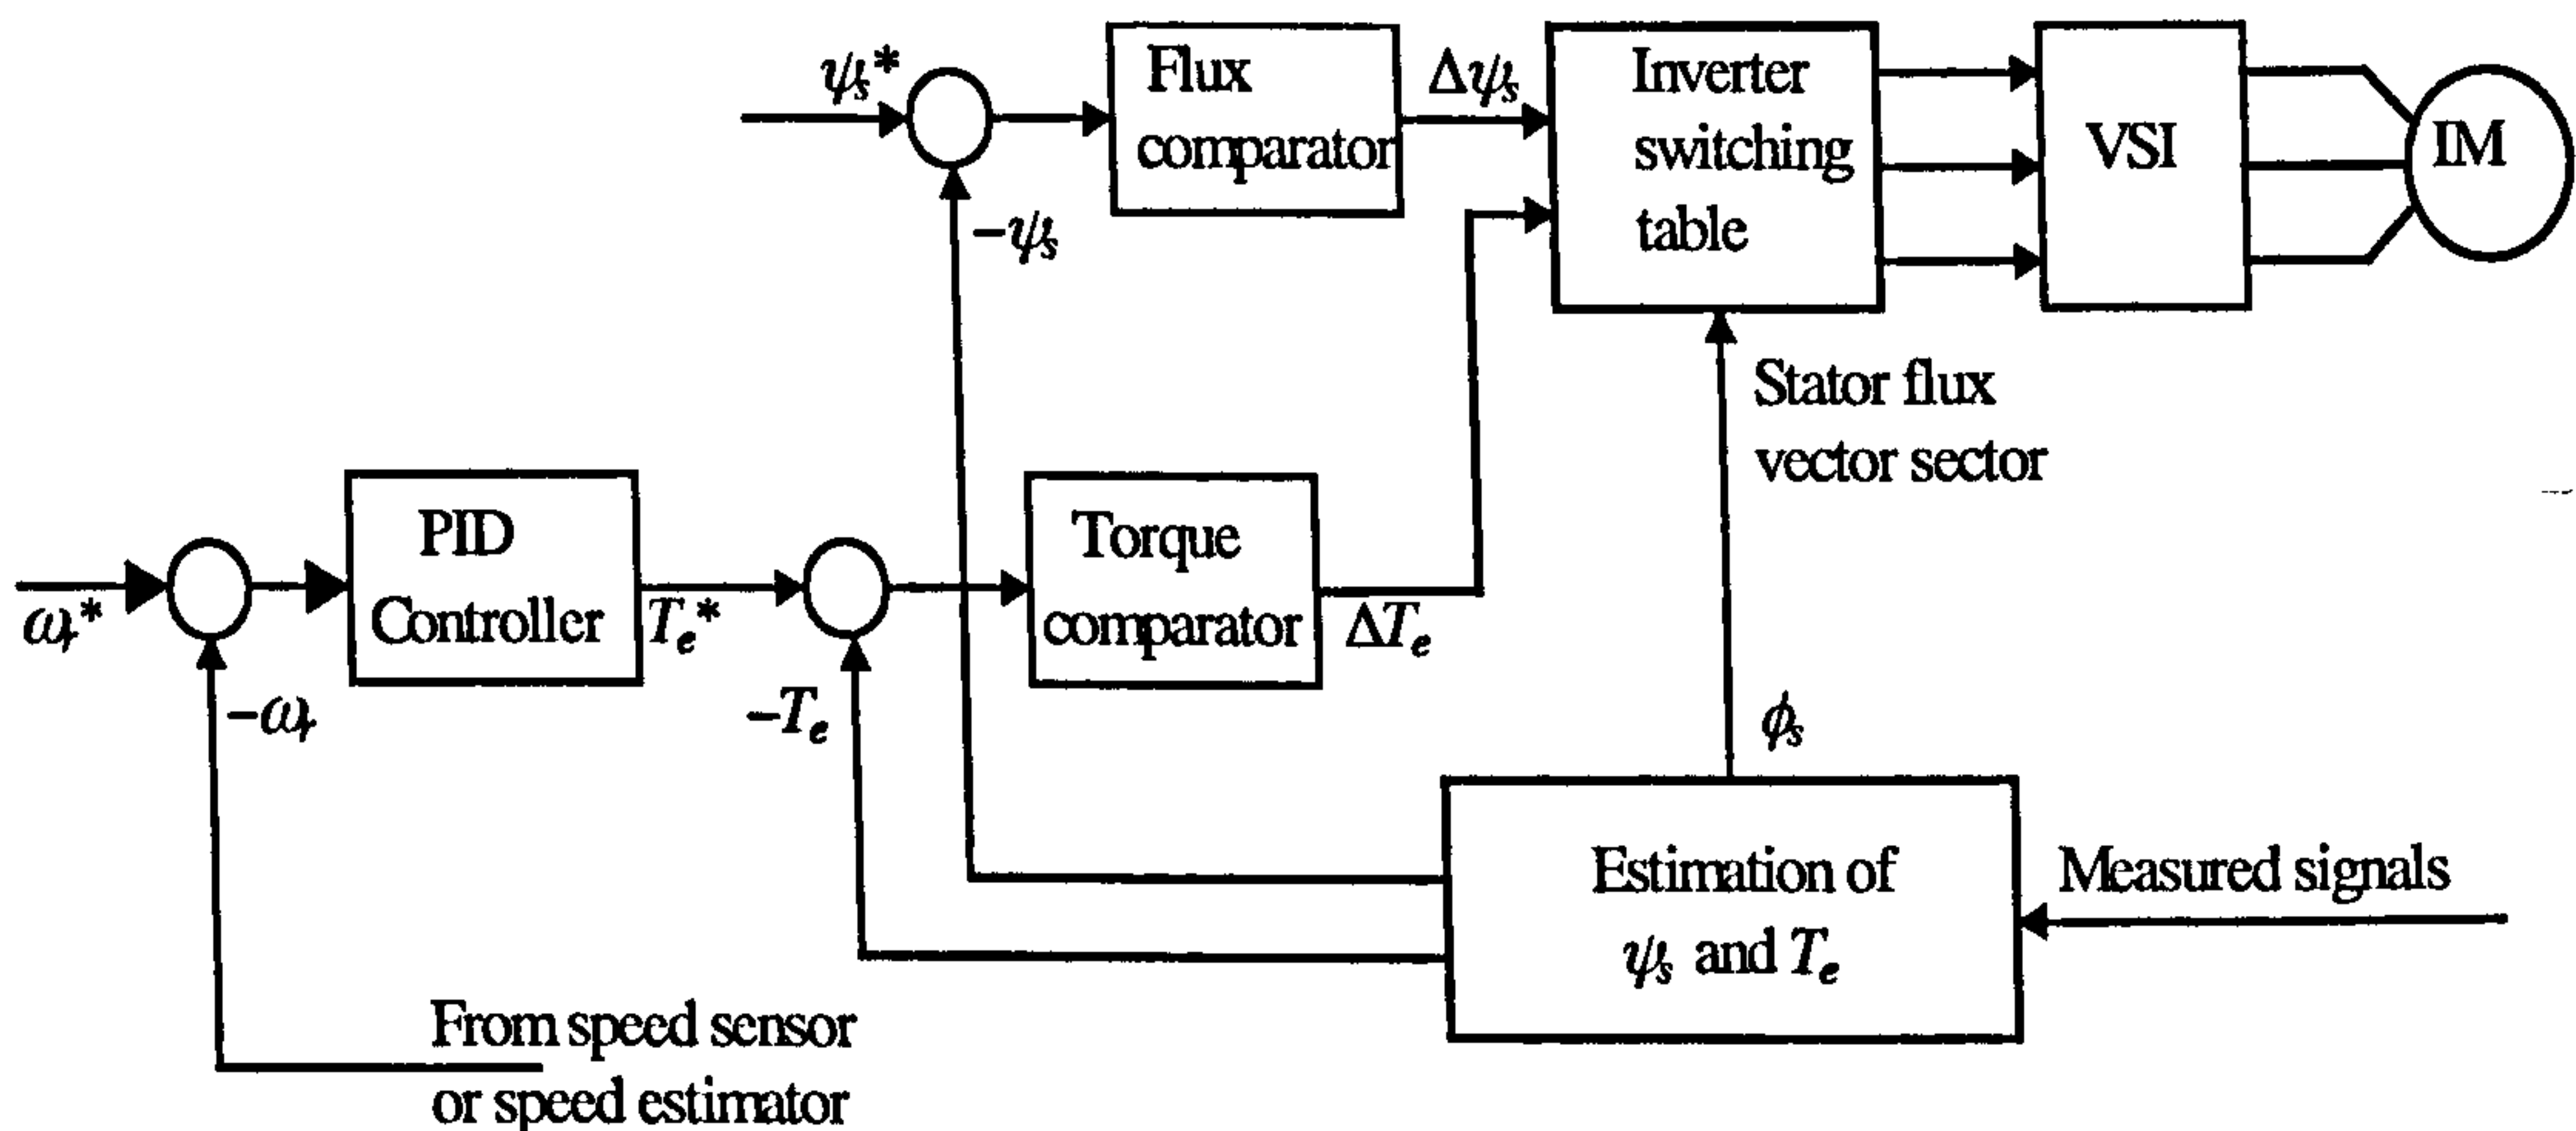 ψs*
Flux
comparator
Δψs
Inverter
switching
table
VSI
IM
–ψs
Stator flux
vector sector
ωr*
PID
Controller
Te*
Torque
comparator
ΔTe
–ωr
–Te
ϕs
Estimation of
ψs and Te
Measured signals
From speed sensor
or speed estimator